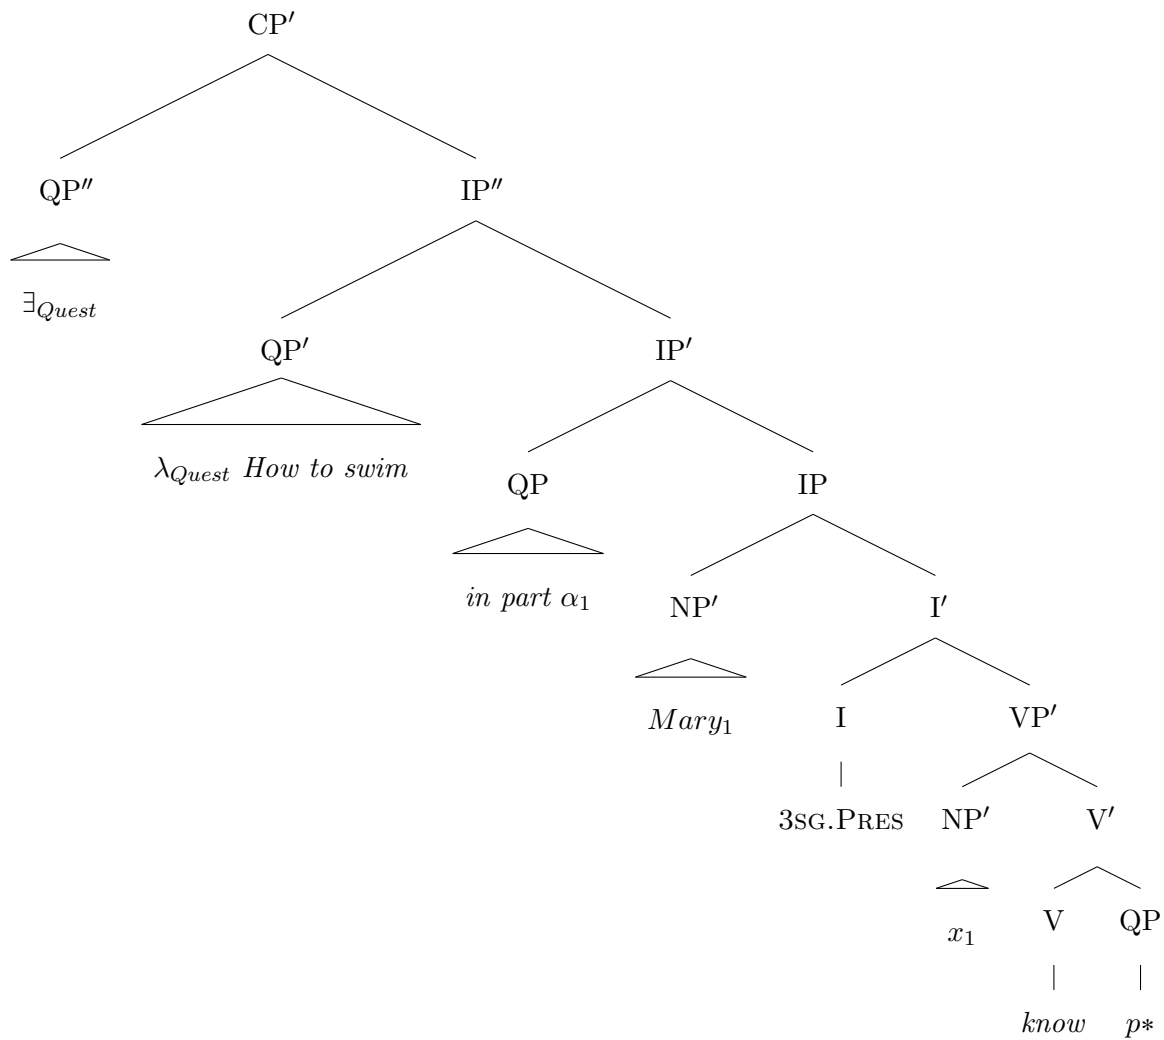 CP′
QP″ IP″
∃Quest
QP′ IP′
λQuest How to swim
QP IP
in part α1
NP′ I′
Mary1
I VP′
3SG.PRES NP′ V′
x1 V QP
know p*